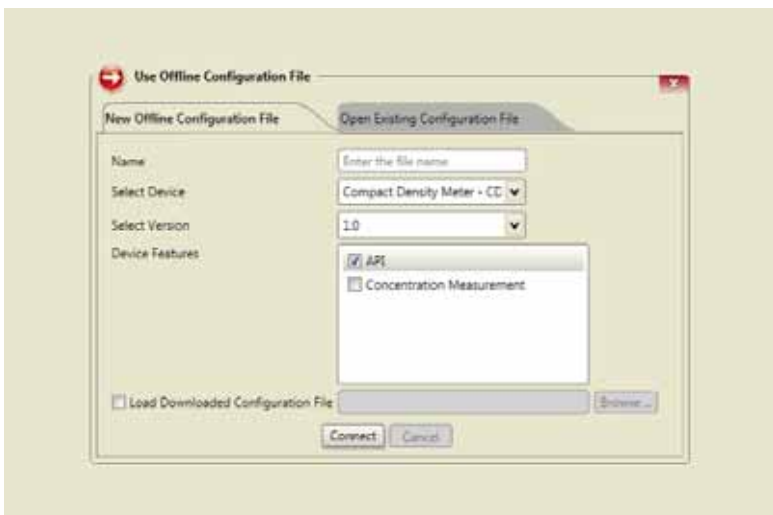 Use Offline Configuration File
x
New Offline Configuration File
Open Existing Configuration File
Name
Enter the file name
Select Device
Compact Density Meter - CD
Select Version
1.0
Device Features
API
Concentration Measurement
Load Downloaded Configuration File
Browse ...
Connect
Cancel